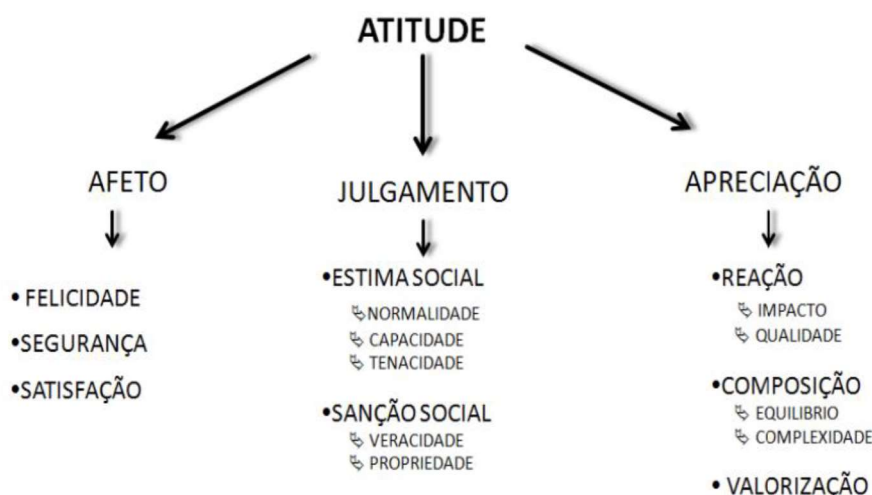 ATITUDE
AFETO
• FELICIDADE
•SEGURANÇA
•SATISFAÇÃO
JULGAMENTO
•ESTIMA SOCIAL
NORMALIDADE
CAPACIDADE
TENACIDADE
•SANÇÃO SOCIAL
VERACIDADE
PROPRIEDADE
APRECIAÇÃO
•REAÇÃO
IMPACTO
QUALIDADE
•COMPOSIÇÃO
EQUILIBRIO
COMPLEXIDADE
• VALORIZAÇÃO